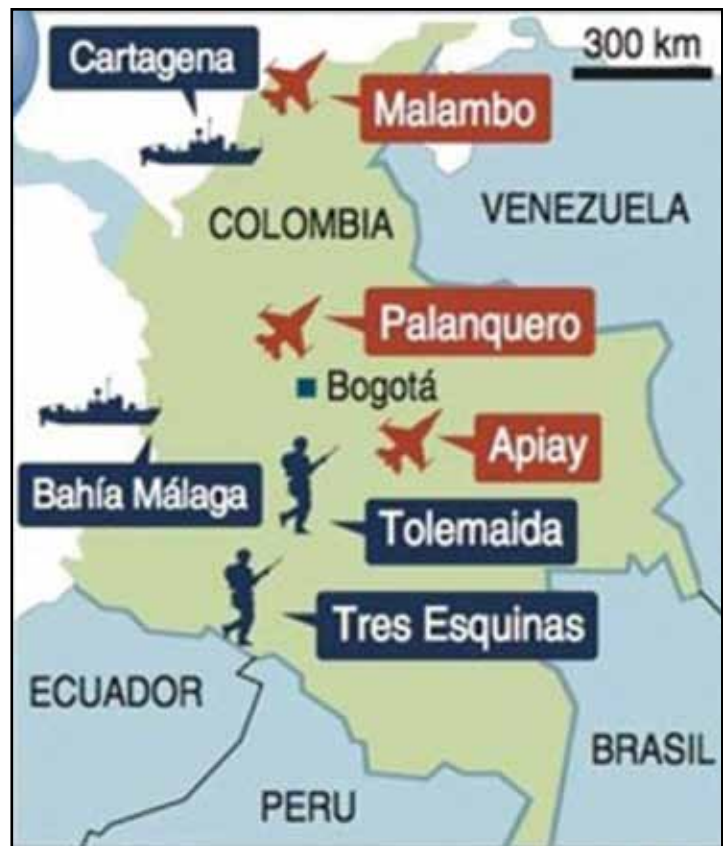 Cartagena
300 km
Malambo
COLOMBIA
VENEZUELA
Palanquero
Bogotá
Apiay
Bahía Málaga
Tolemaida
Tres Esquinas
ECUADOR
BRASIL
PERU